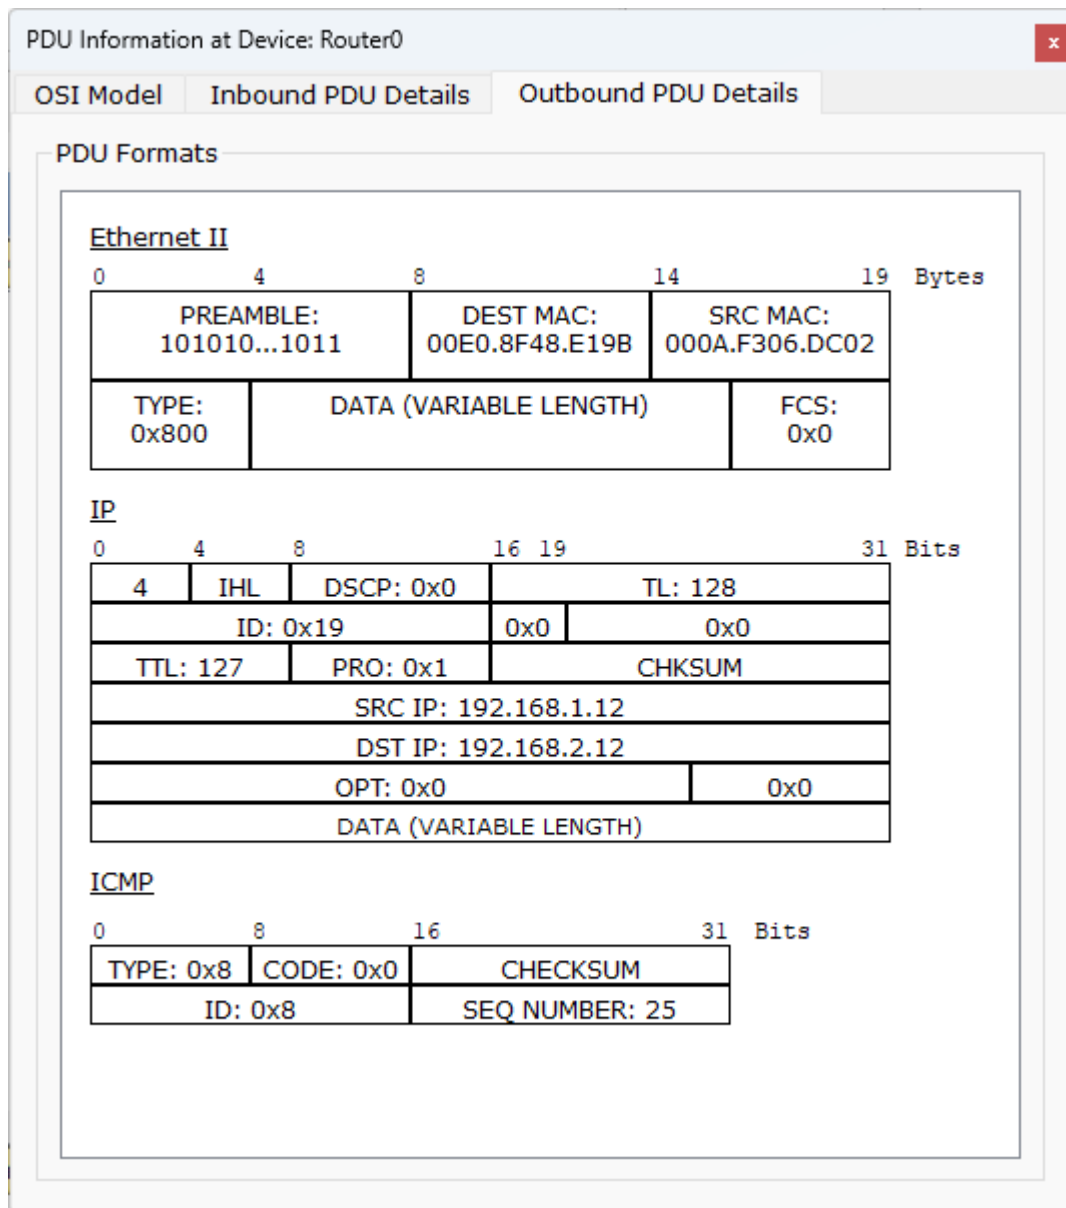 PDU Information at Device: Router0
x
OSI Model Inbound PDU Details Outbound PDU Details
PDU Formats
Ethernet II
0 4 8 14 19 Bytes
PREAMBLE: DEST MAC: SRC MAC:
101010...1011 00E0.8F48.E19B 000A.F306.DC02
TYPE: DATA (VARIABLE LENGTH) FCS:
0x800 0x0
IP
0 4 8 16 19 31 Bits
4 IHL DSCP: 0x0 TL: 128
ID: 0x19 0x0 0x0
TTL: 127 PRO: 0x1 CHKSUM
SRC IP: 192.168.1.12
DST IP: 192.168.2.12
OPT: 0x0 0x0
DATA (VARIABLE LENGTH)
ICMP
0 8 16 31 Bits
TYPE: 0x8 CODE: 0x0 CHECKSUM
ID: 0x8 SEQ NUMBER: 25